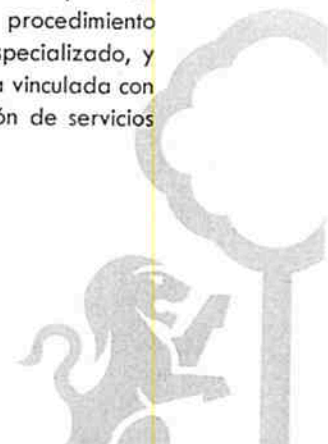 procedimiento
specializado, y
a vinculada con
ón de servicios